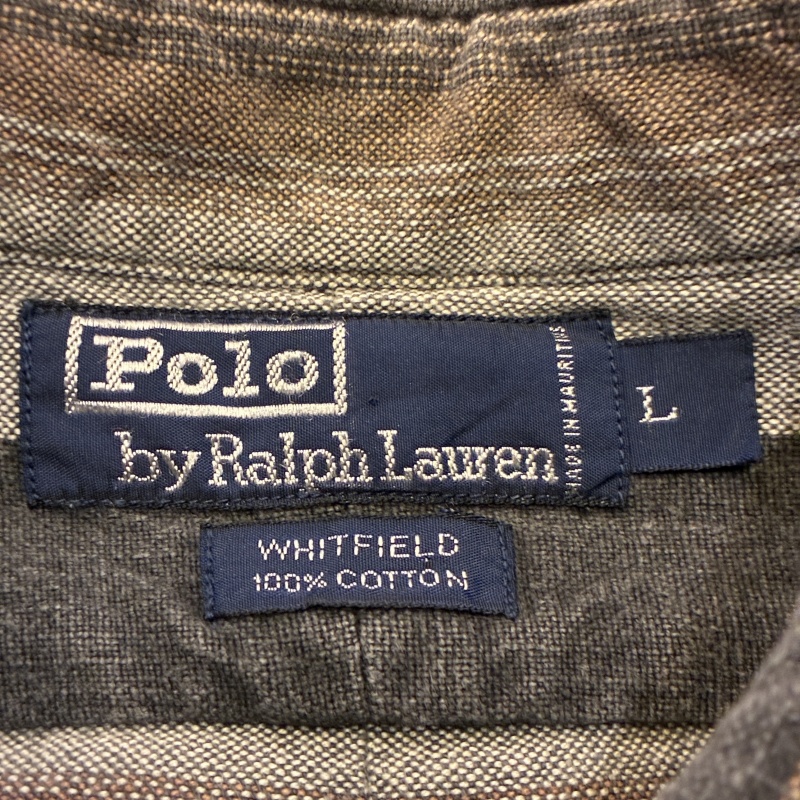 Polo
by Ralph Lauren
MADE IN MAURITIUS
L
WHITFIELD
100% COTTON